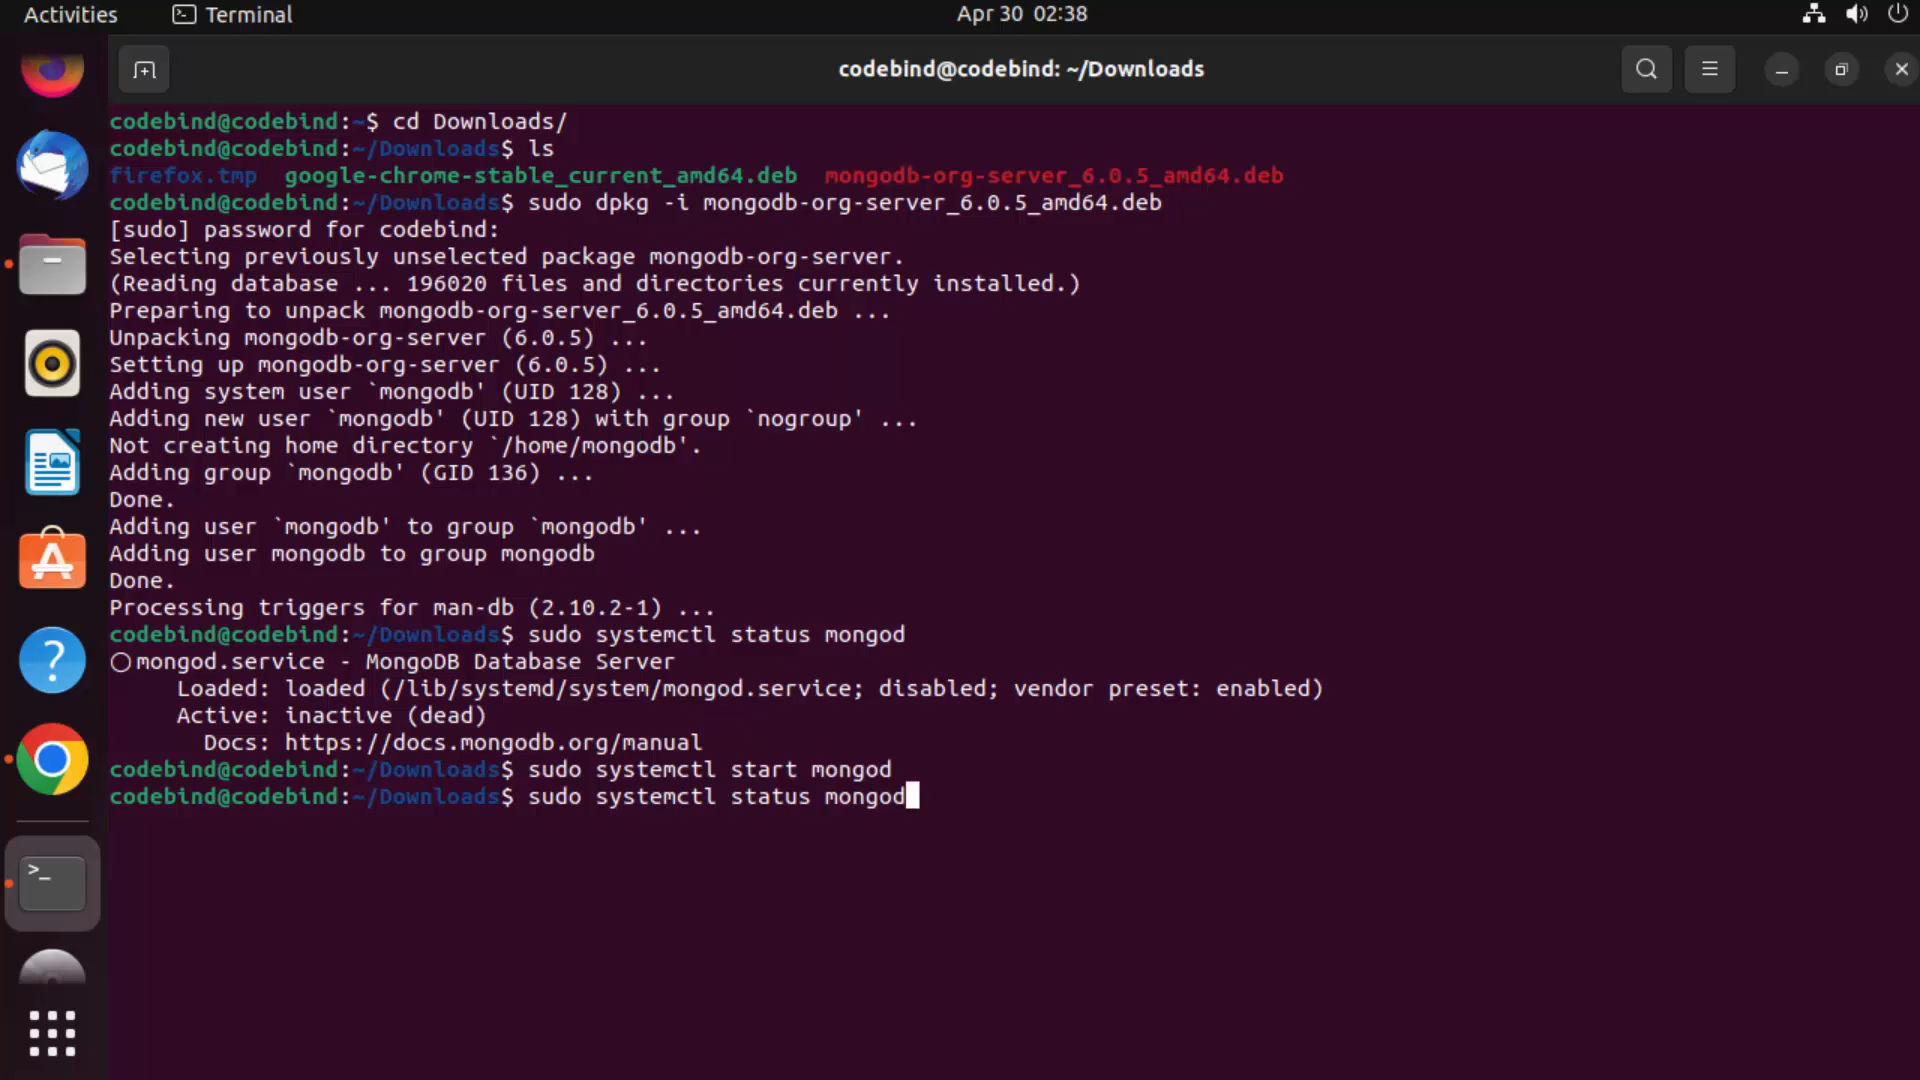 Activities Terminal Apr 30 02:38
codebind@codebind: ~/Downloads
codebind@codebind:~$ cd Downloads/
codebind@codebind:~/Downloads$ ls
firefox.tmp  google-chrome-stable_current_amd64.deb  mongodb-org-server_6.0.5_amd64.deb
codebind@codebind:~/Downloads$ sudo dpkg -i mongodb-org-server_6.0.5_amd64.deb
[sudo] password for codebind:
Selecting previously unselected package mongodb-org-server.
(Reading database ... 196020 files and directories currently installed.)
Preparing to unpack mongodb-org-server_6.0.5_amd64.deb ...
Unpacking mongodb-org-server (6.0.5) ...
Setting up mongodb-org-server (6.0.5) ...
Adding system user `mongodb' (UID 128) ...
Adding new user `mongodb' (UID 128) with group `nogroup' ...
Not creating home directory `/home/mongodb'.
Adding group `mongodb' (GID 136) ...
Done.
Adding user `mongodb' to group `mongodb' ...
Adding user mongodb to group mongodb
Done.
Processing triggers for man-db (2.10.2-1) ...
codebind@codebind:~/Downloads$ sudo systemctl status mongod
○ mongod.service - MongoDB Database Server
     Loaded: loaded (/lib/systemd/system/mongod.service; disabled; vendor preset: enabled)
     Active: inactive (dead)
       Docs: https://docs.mongodb.org/manual
codebind@codebind:~/Downloads$ sudo systemctl start mongod
codebind@codebind:~/Downloads$ sudo systemctl status mongod